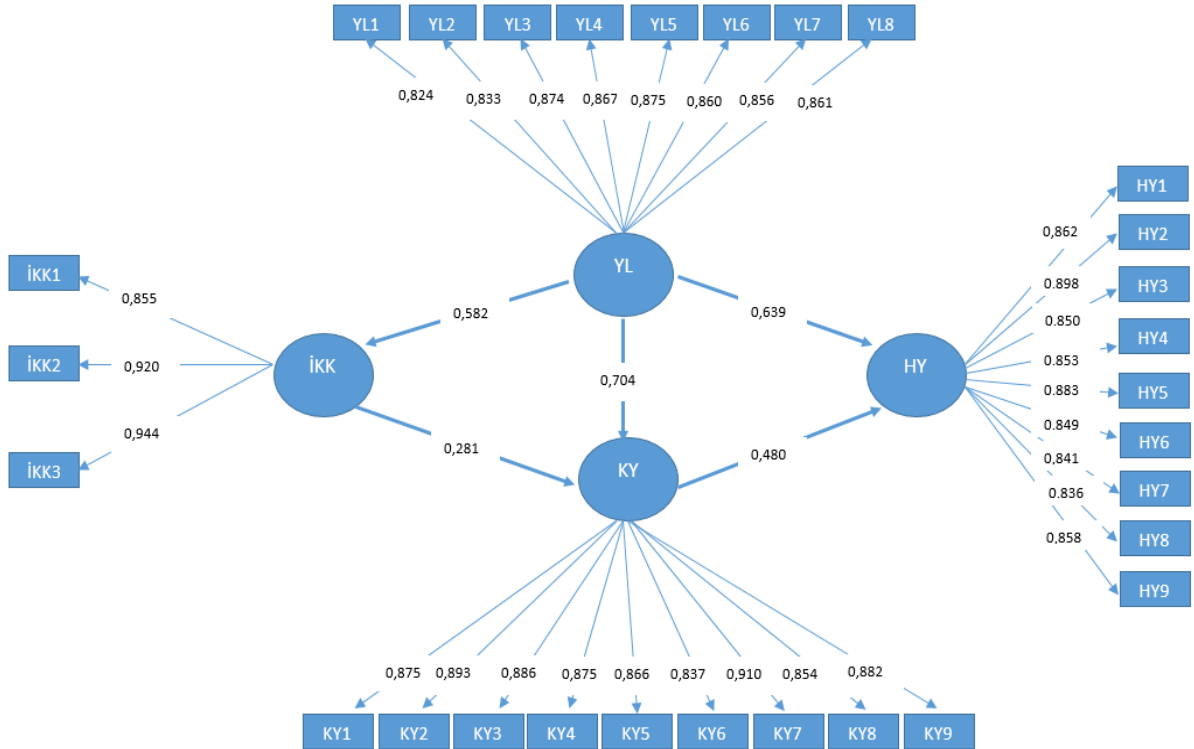 YL1 YL2 YL3 YL4 YL5 YL6 YL7 YL8
0,824 0,833 0,874 0,867 0,875 0,860 0,856 0,861
HY1
HY2
HY3
HY4
HY5
HY6
HY7
HY8
HY9
0,862
0.898
0.850
0.853
0.883
0.849
0,841
0.836
0,858
YL
0,582
0,639
0,704
İKK1
İKK2
İKK3
0,855
0,920
0,944
İKK
HY
0,281
0,480
KY
0,875 0,893 0,886 0,875 0,866 0,837 0,910 0,854 0,882
KY1 KY2 KY3 KY4 KY5 KY6 KY7 KY8 KY9